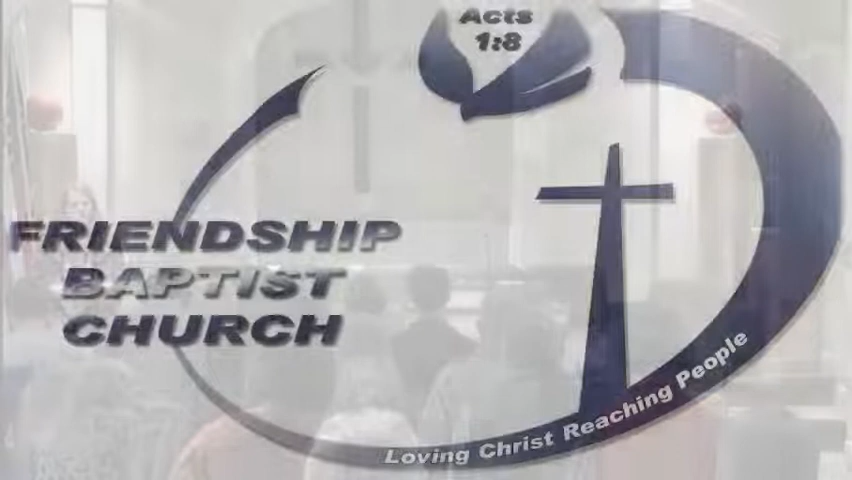 Acts
1:8
FRIENDSHIP
BAPTIST
CHURCH
Loving Christ Reaching People